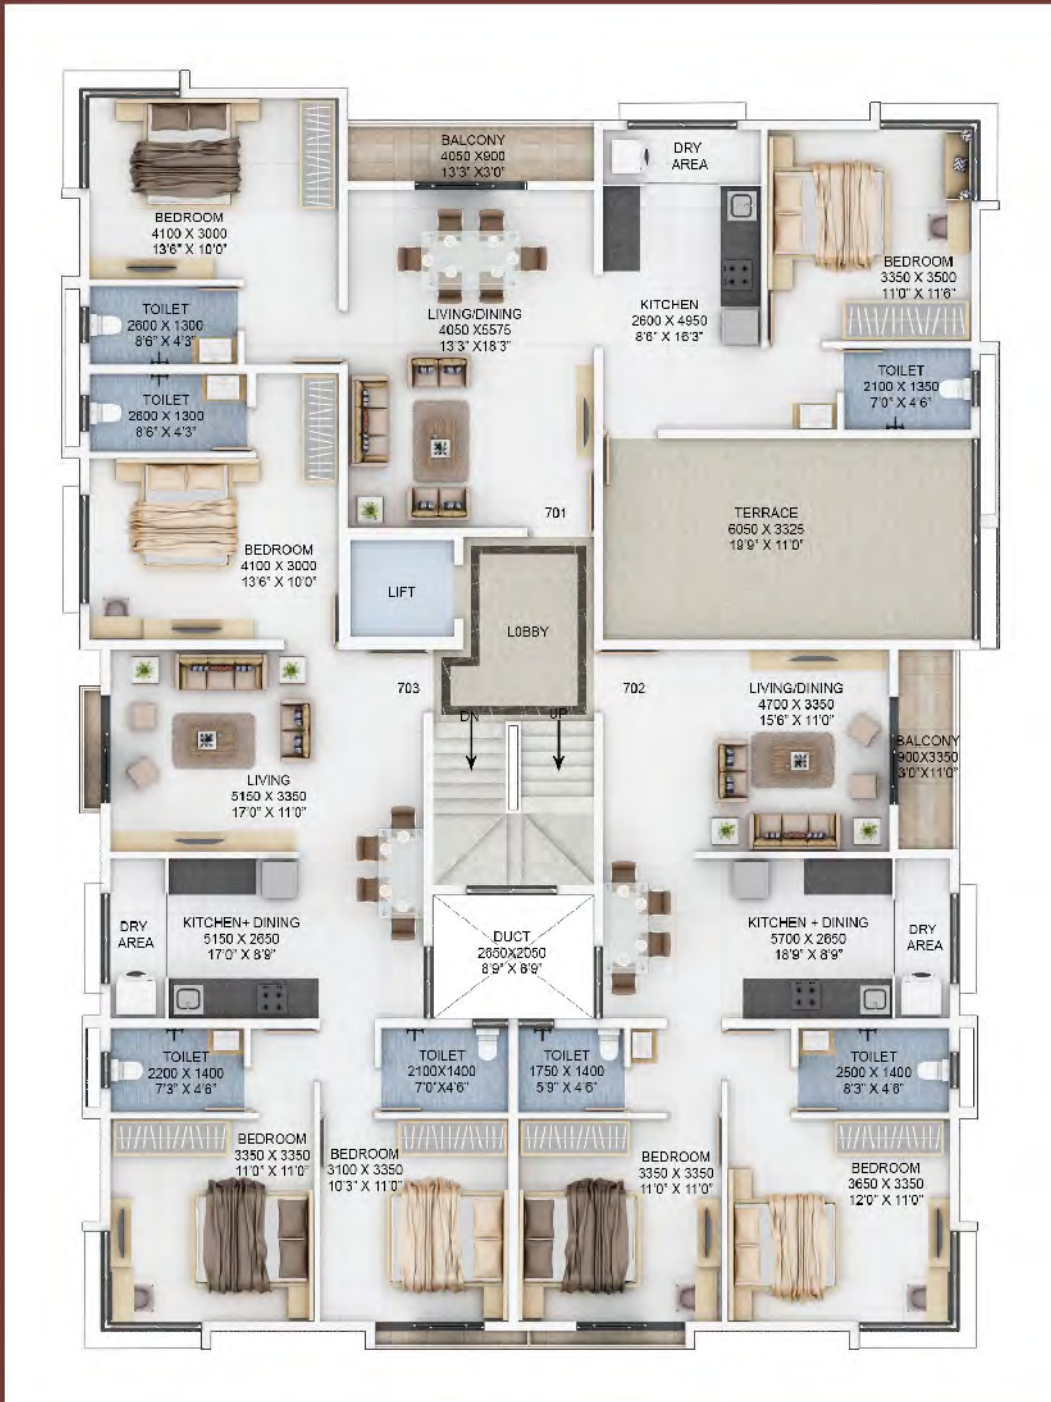 BALCONY
4050 X900
13'3" X3'0"
DRY
AREA
BEDROOM
4100 X 3000
13'6" X 10'0"
BEDROOM
3350 X 3500
11'0" X 11'6"
TOILET
2600 X 1300
8'6" X 4'3"
LIVING/DINING
4050 X5575
13'3" X18'3"
KITCHEN
2600 X 4950
8'6" X 16'3"
TOILET
2600 X 1300
8'6" X 4'3"
TOILET
2100 X 1350
7'0" X 4'6"
701
TERRACE
6050 X 3325
19'9" X 11'0"
BEDROOM
4100 X 3000
13'6" X 10'0"
LIFT
LOBBY
703
702
LIVING/DINING
4700 X 3350
15'6" X 11'0"
DN
UP
BALCONY
900X3350
3'0"X11'0"
LIVING
5150 X 3350
17'0" X 11'0"
DRY
AREA
KITCHEN+ DINING
5150 X 2650
17'0" X 8'9"
DUCT
2650X2050
8'9" X 6'9"
KITCHEN + DINING
5700 X 2650
18'9" X 8'9"
DRY
AREA
TOILET
2200 X 1400
7'3" X 4'6"
TOILET
2100X1400
7'0"X4'6"
TOILET
1750 X 1400
5'9" X 4'6"
TOILET
2500 X 1400
8'3" X 4'6"
BEDROOM
3350 X 3350
11'0" X 11'0"
BEDROOM
3100 X 3350
10'3" X 11'0"
BEDROOM
3350 X 3350
11'0" X 11'0"
BEDROOM
3650 X 3350
12'0" X 11'0"